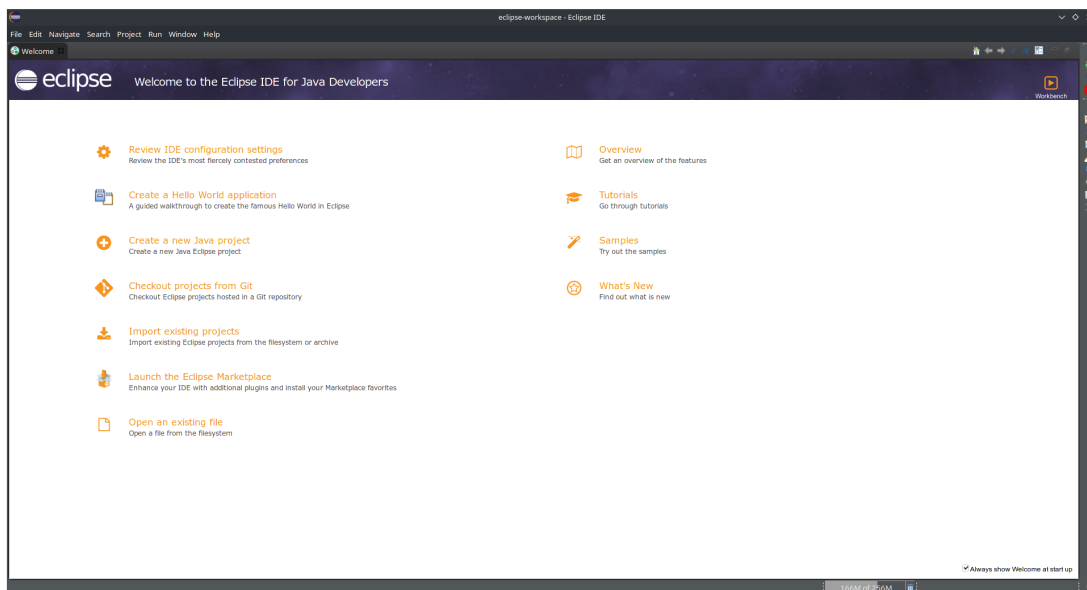 eclipse-workspace - Eclipse IDE
File Edit Navigate Search Project Run Window Help
Welcome
eclipse
Welcome to the Eclipse IDE for Java Developers
Workbench
Review IDE configuration settings
Review the IDE's most fiercely contested preferences
Create a Hello World application
A guided walkthrough to create the famous Hello World in Eclipse
Create a new Java project
Create a new Java Eclipse project
Checkout projects from Git
Checkout Eclipse projects hosted in a Git repository
Import existing projects
Import existing Eclipse projects from the filesystem or archive
Launch the Eclipse Marketplace
Enhance your IDE with additional plugins and install your Marketplace favorites
Open an existing file
Open a file from the filesystem
Overview
Get an overview of the features
Tutorials
Go through tutorials
Samples
Try out the samples
What's New
Find out what is new
Always show Welcome at start up
166M of 256M